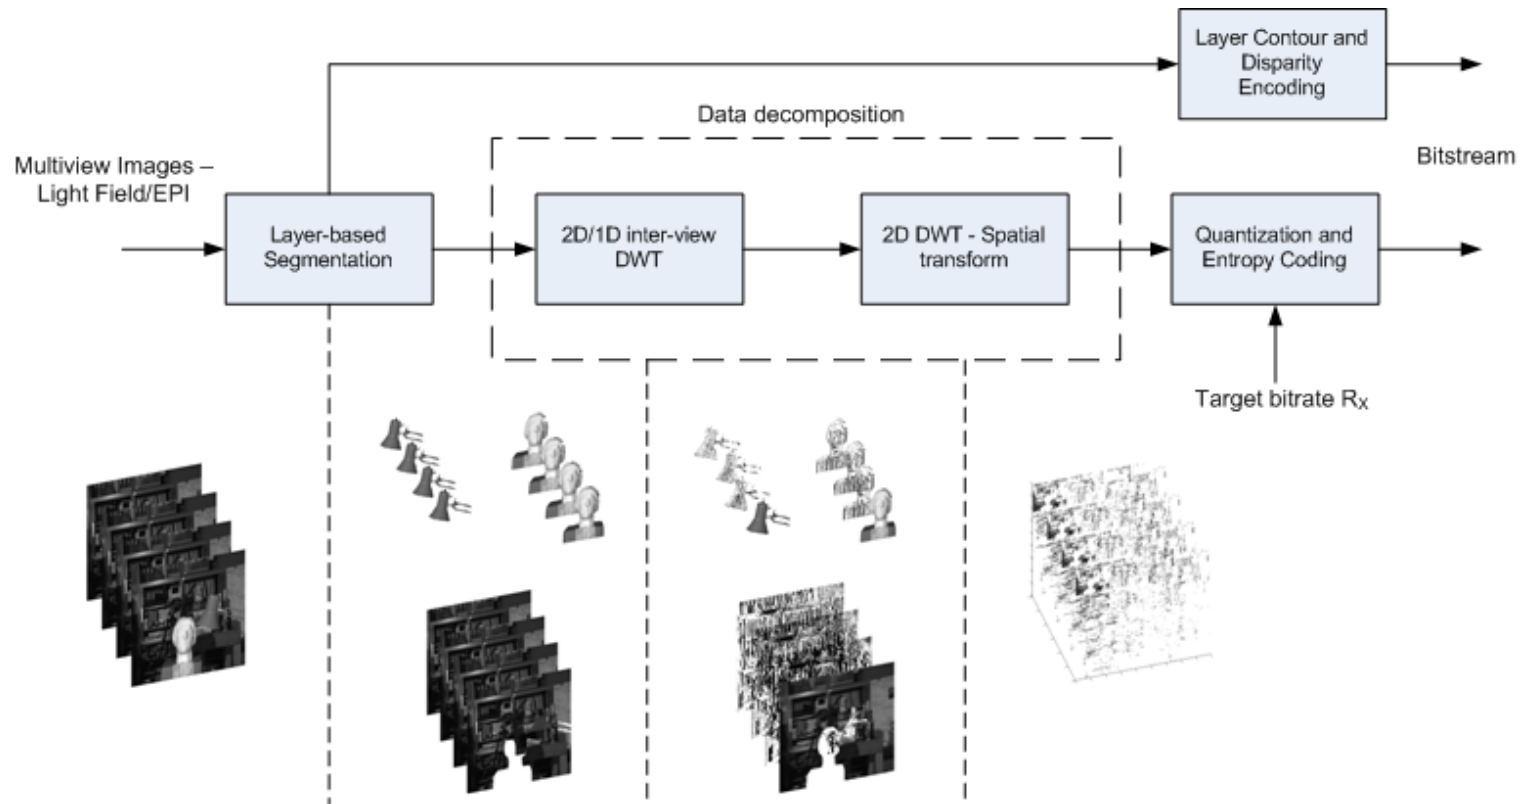 Layer Contour and
Disparity
Encoding
Data decomposition
Multiview Images –
Light Field/EPI
Bitstream
Layer-based
Segmentation
2D/1D inter-view
DWT
2D DWT - Spatial
transform
Quantization and
Entropy Coding
Target bitrate RX